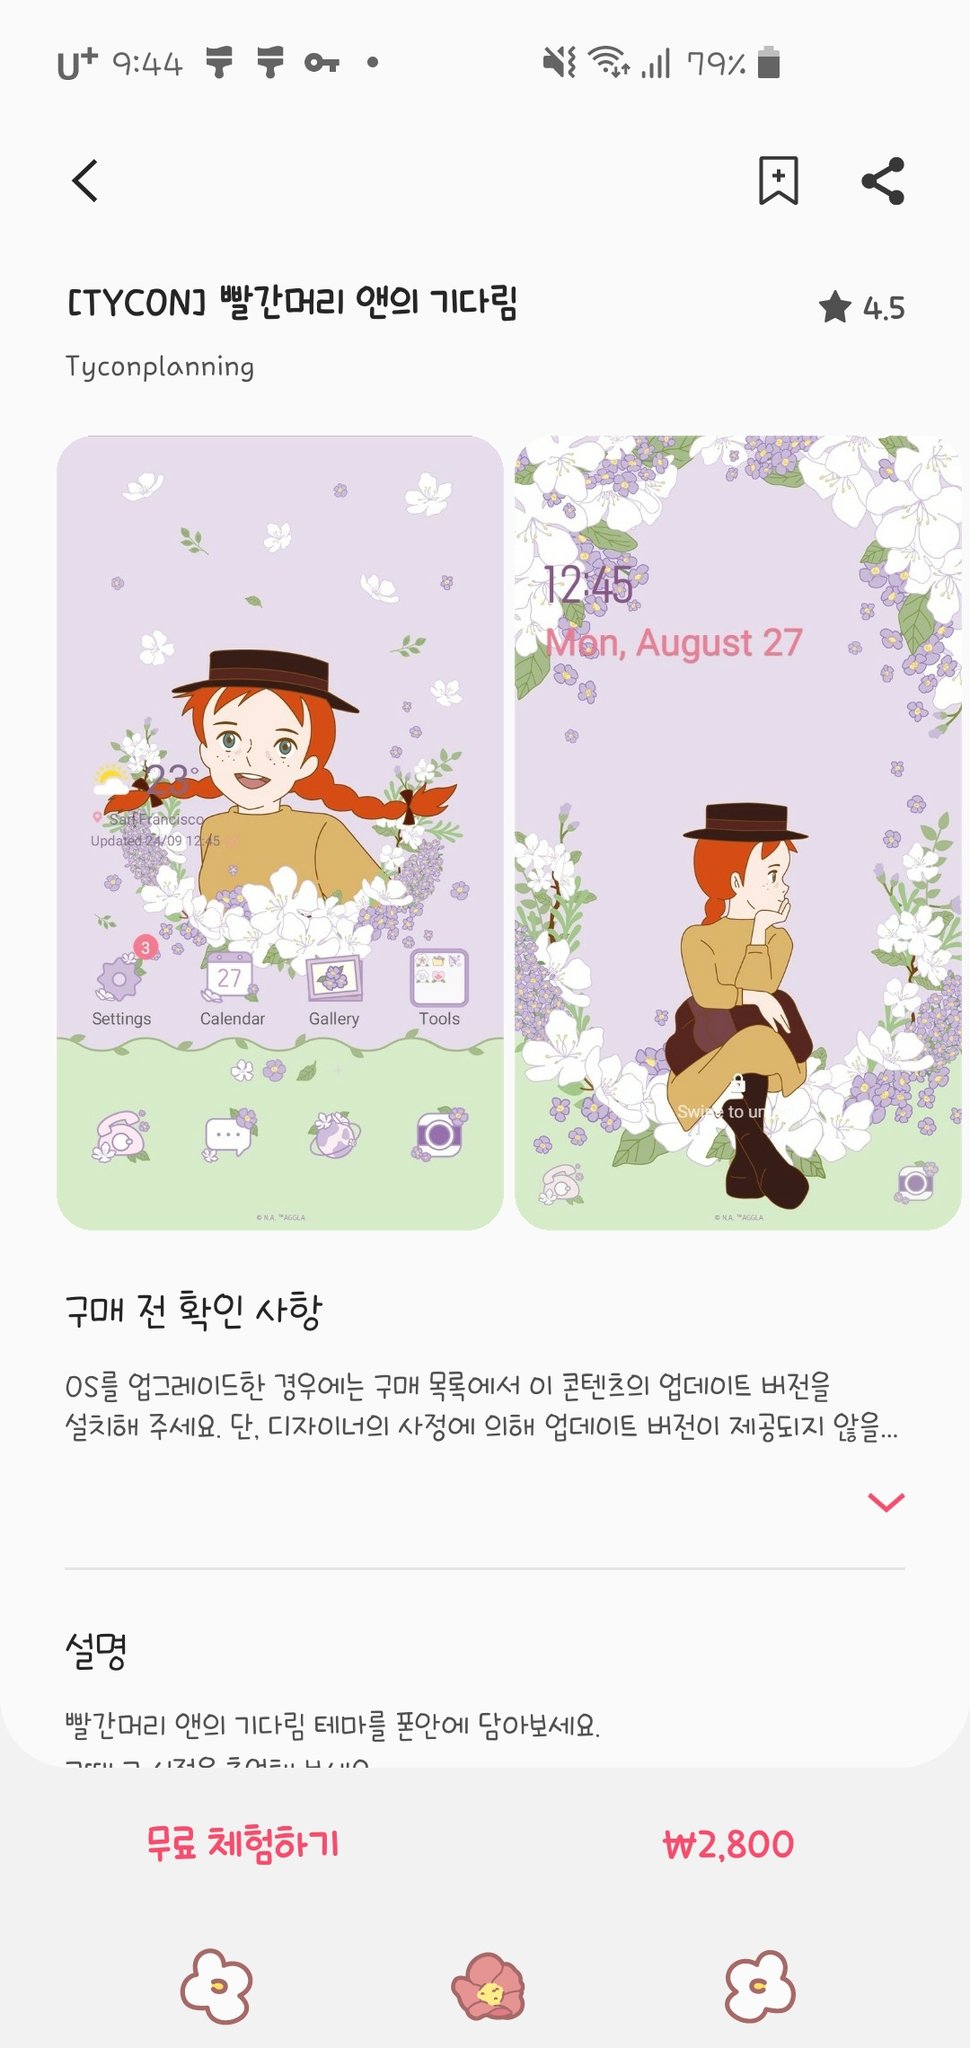 U+ 9:44 79%
[TYCON] 빨간머리 앤의 기다림
4.5
Tyconplanning
23°
San Francisco
Updated 24/09 12:45
3
27
Settings Calendar Gallery Tools
© N.A. ™AGGLA
12:45
Mon, August 27
Swipe to un
© N.A. ™AGGLA
구매 전 확인 사항
OS를 업그레이드한 경우에는 구매 목록에서 이 콘텐츠의 업데이트 버전을
설치해 주세요. 단, 디자이너의 사정에 의해 업데이트 버전이 제공되지 않을...
설명
빨간머리 앤의 기다림 테마를 폰안에 담아보세요.
무료 체험하기 ₩2,800